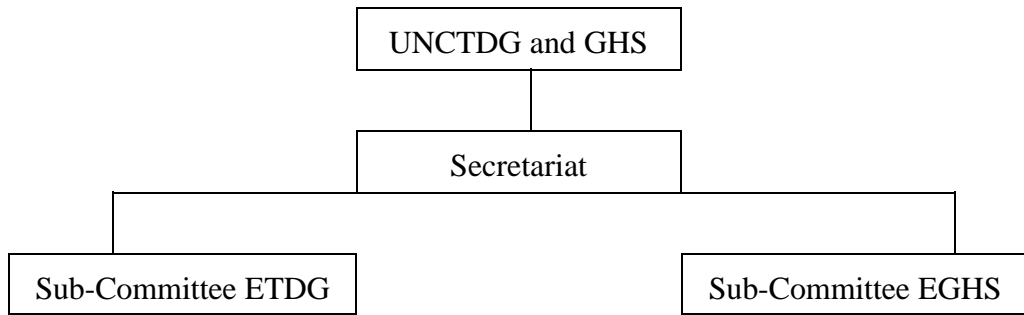 UNCTDG and GHS
Secretariat
Sub-Committee ETDG
Sub-Committee EGHS